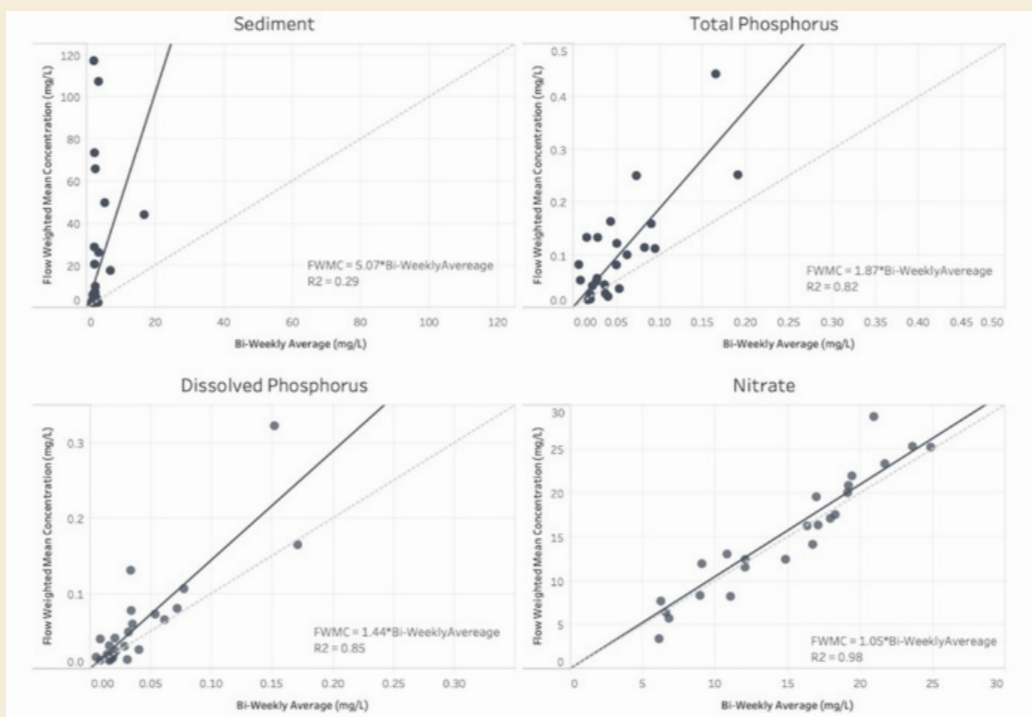 Sediment
Flow Weighted Mean Concentration (mg/L)
120
100
80
60
40
20
0
FWMC = 5.07*Bi-WeeklyAvereage
R2 = 0.29
0 20 40 60 80 100 120
Bi-Weekly Average (mg/L)
Total Phosphorus
Flow Weighted Mean Concentration (mg/L)
0.5
0.4
0.3
0.2
0.1
0.0
FWMC = 1.87*Bi-WeeklyAvereage
R2 = 0.82
0.00 0.05 0.10 0.15 0.20 0.25 0.30 0.35 0.40 0.45 0.50
Bi-Weekly Average (mg/L)
Dissolved Phosphorus
Flow Weighted Mean Concentration (mg/L)
0.3
0.2
0.1
0.0
FWMC = 1.44*Bi-WeeklyAvereage
R2 = 0.85
0.00 0.05 0.10 0.15 0.20 0.25 0.30
Bi-Weekly Average (mg/L)
Nitrate
Flow Weighted Mean Concentration (mg/L)
30
25
20
15
10
5
0
FWMC = 1.05*Bi-WeeklyAvereage
R2 = 0.98
0 5 10 15 20 25 30
Bi-Weekly Average (mg/L)